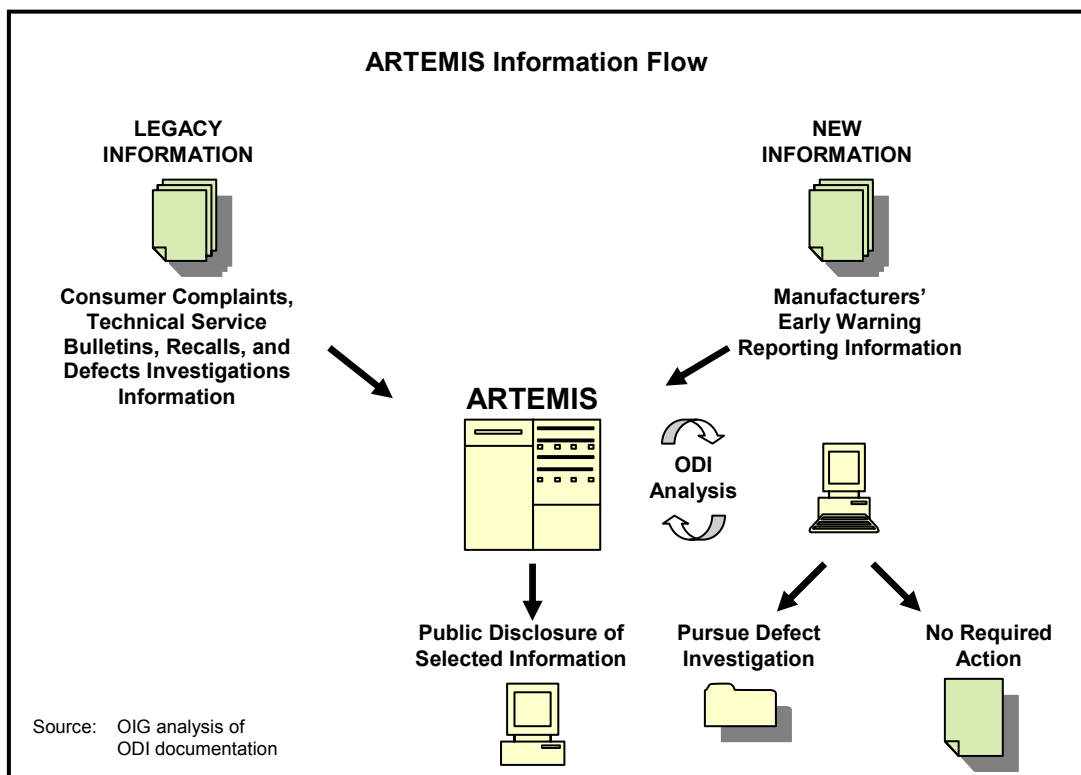 ARTEMIS Information Flow
LEGACY
INFORMATION
NEW
INFORMATION
Consumer Complaints,
Technical Service
Bulletins, Recalls, and
Defects Investigations
Information
Manufacturers’
Early Warning
Reporting Information
ARTEMIS
ODI
Analysis
Public Disclosure of
Selected Information
Pursue Defect
Investigation
No Required
Action
Source: OIG analysis of
ODI documentation